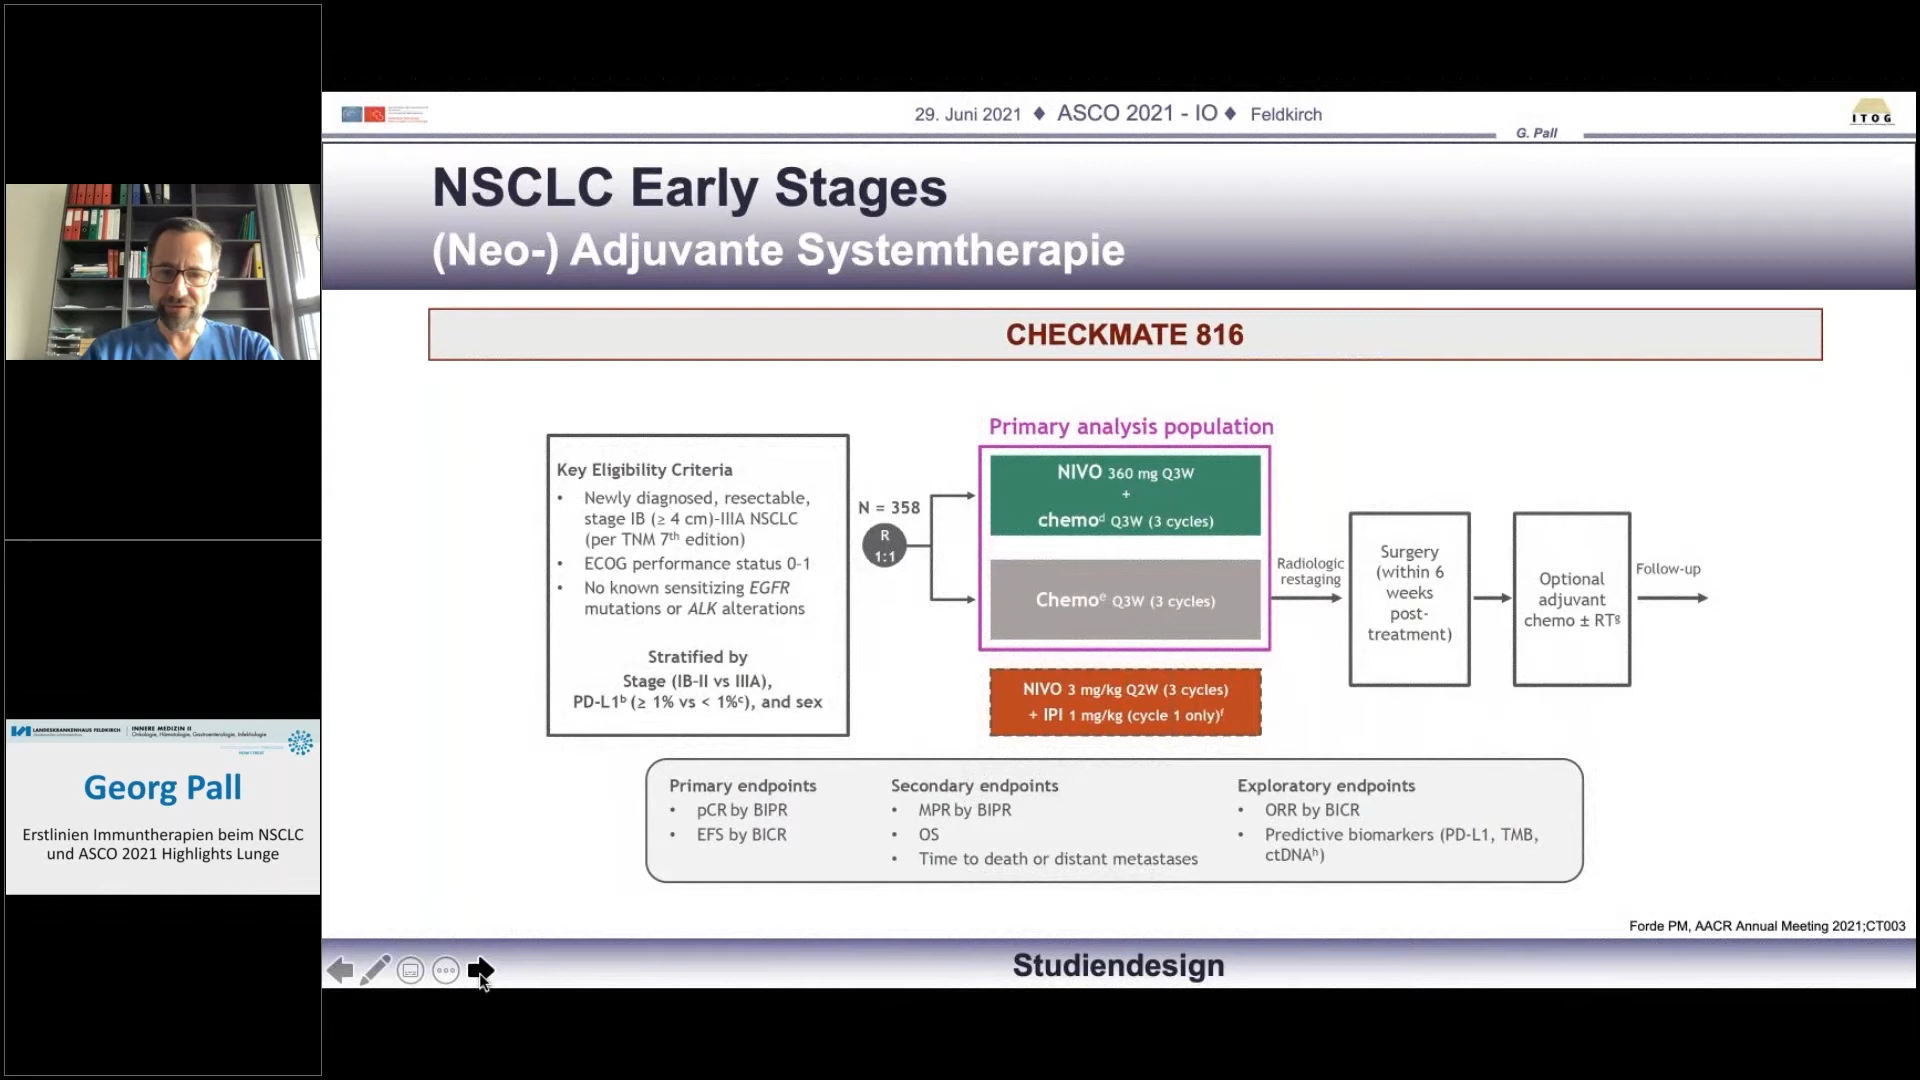 29. Juni 2021 ♦ ASCO 2021 - IO ♦ Feldkirch
ITOG
G. Pall
NSCLC Early Stages
(Neo-) Adjuvante Systemtherapie
CHECKMATE 816
Primary analysis population
Key Eligibility Criteria
• Newly diagnosed, resectable,
stage IB (≥ 4 cm)–IIIA NSCLC
(per TNM 7th edition)
• ECOG performance status 0–1
• No known sensitizing EGFR
mutations or ALK alterations
Stratified by
Stage (IB–II vs IIIA),
PD-L1ᵇ (≥ 1% vs < 1%ᶜ), and sex
N = 358
R
1:1
NIVO 360 mg Q3W
+
chemoᵈ Q3W (3 cycles)
Chemoᵉ Q3W (3 cycles)
NIVO 3 mg/kg Q2W (3 cycles)
+ IPI 1 mg/kg (cycle 1 only)ᶠ
Radiologic
restaging
Surgery
(within 6
weeks
post-
treatment)
Optional
adjuvant
chemo ± RTᵍ
Follow-up
Primary endpoints
• pCR by BIPR
• EFS by BICR
Secondary endpoints
• MPR by BIPR
• OS
• Time to death or distant metastases
Exploratory endpoints
• ORR by BICR
• Predictive biomarkers (PD-L1, TMB,
ctDNAʰ)
Forde PM, AACR Annual Meeting 2021;CT003
Studiendesign
LANDESKRANKENHAUS FELDKIRCH
INNERE MEDIZIN II
Onkologie, Hämatologie, Gastroenterologie, Infektiologie
Georg Pall
Erstlinien Immuntherapien beim NSCLC
und ASCO 2021 Highlights Lunge